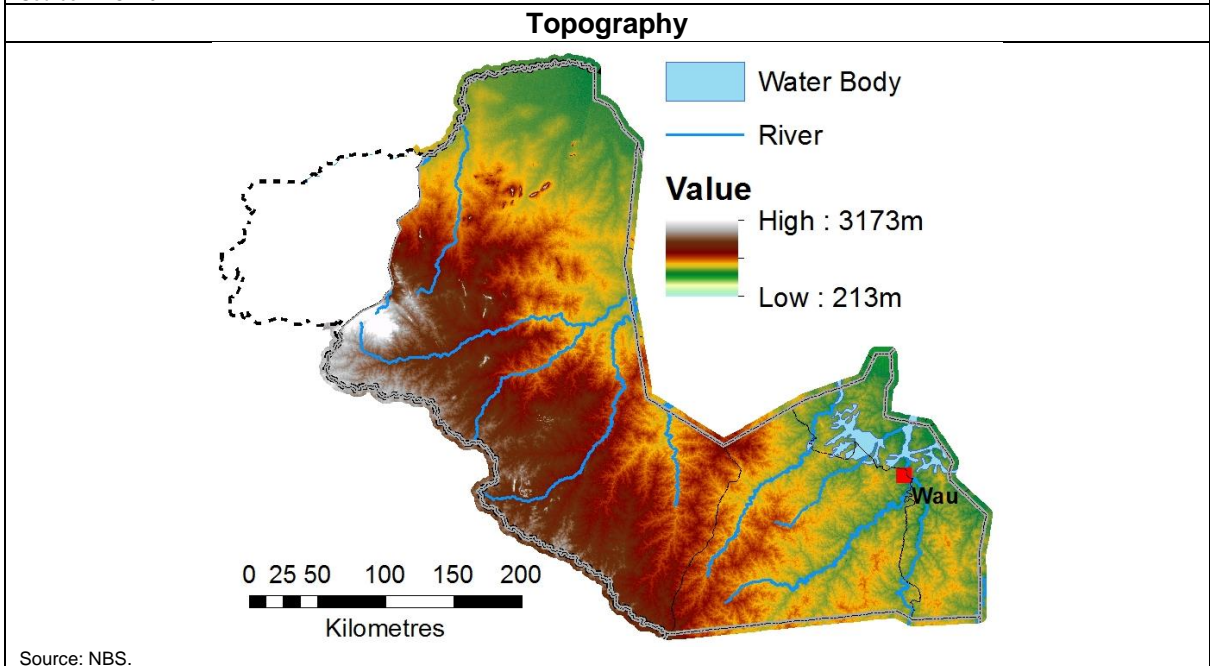 Topography
Water Body
River
Value
High : 3173m
Low : 213m
Wau
0 25 50 100 150 200
Kilometres
Source: NBS.